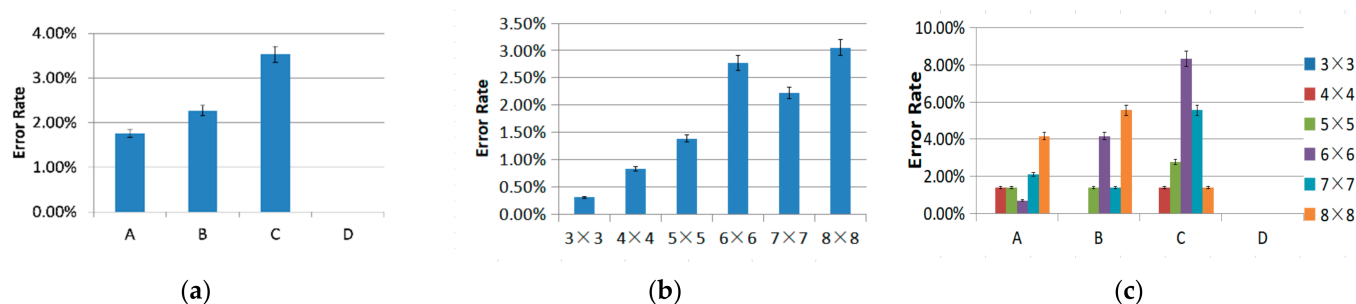 4.00%
3.00%
2.00%
1.00%
0.00%
Error Rate
A B C D
(a)
3.50%
3.00%
2.50%
2.00%
1.50%
1.00%
0.50%
0.00%
Error Rate
3×3 4×4 5×5 6×6 7×7 8×8
(b)
10.00%
8.00%
6.00%
4.00%
2.00%
0.00%
Error Rate
A B C D
3×3
4×4
5×5
6×6
7×7
8×8
(c)